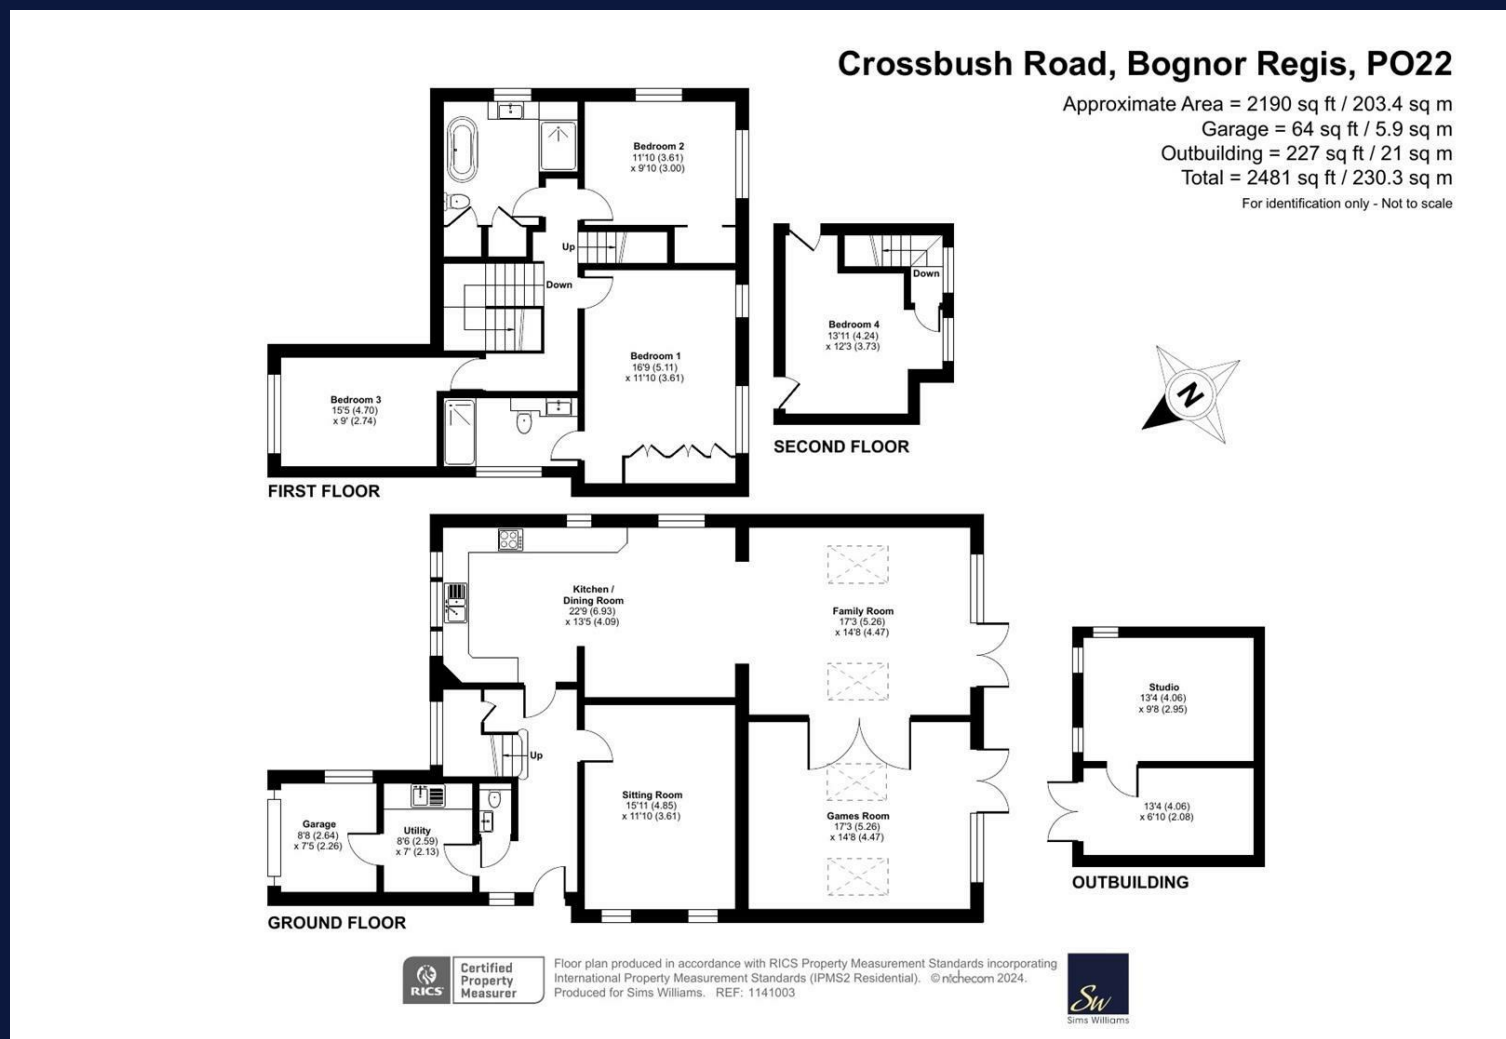 Crossbush Road, Bognor Regis, PO22
Approximate Area = 2190 sq ft / 203.4 sq m
Garage = 64 sq ft / 5.9 sq m
Outbuilding = 227 sq ft / 21 sq m
Total = 2481 sq ft / 230.3 sq m
For identification only - Not to scale
Bedroom 2
11'10 (3.61)
x 9'10 (3.00)
Up
Down
Bedroom 1
16'9 (5.11)
x 11'10 (3.61)
Bedroom 3
15'5 (4.70)
x 9' (2.74)
FIRST FLOOR
Down
Bedroom 4
13'11 (4.24)
x 12'3 (3.73)
SECOND FLOOR
N
Kitchen /
Dining Room
22'9 (6.93)
x 13'5 (4.09)
Family Room
17'3 (5.26)
x 14'8 (4.47)
Up
Sitting Room
15'11 (4.85)
x 11'10 (3.61)
Games Room
17'3 (5.26)
x 14'8 (4.47)
Garage
8'8 (2.64)
x 7'5 (2.26)
Utility
8'6 (2.59)
x 7' (2.13)
GROUND FLOOR
Studio
13'4 (4.06)
x 9'8 (2.95)
13'4 (4.06)
x 6'10 (2.08)
OUTBUILDING
RICS
Certified
Property
Measurer
Floor plan produced in accordance with RICS Property Measurement Standards incorporating
International Property Measurement Standards (IPMS2 Residential). © nichecom 2024.
Produced for Sims Williams. REF: 1141003
Sw
Sims Williams